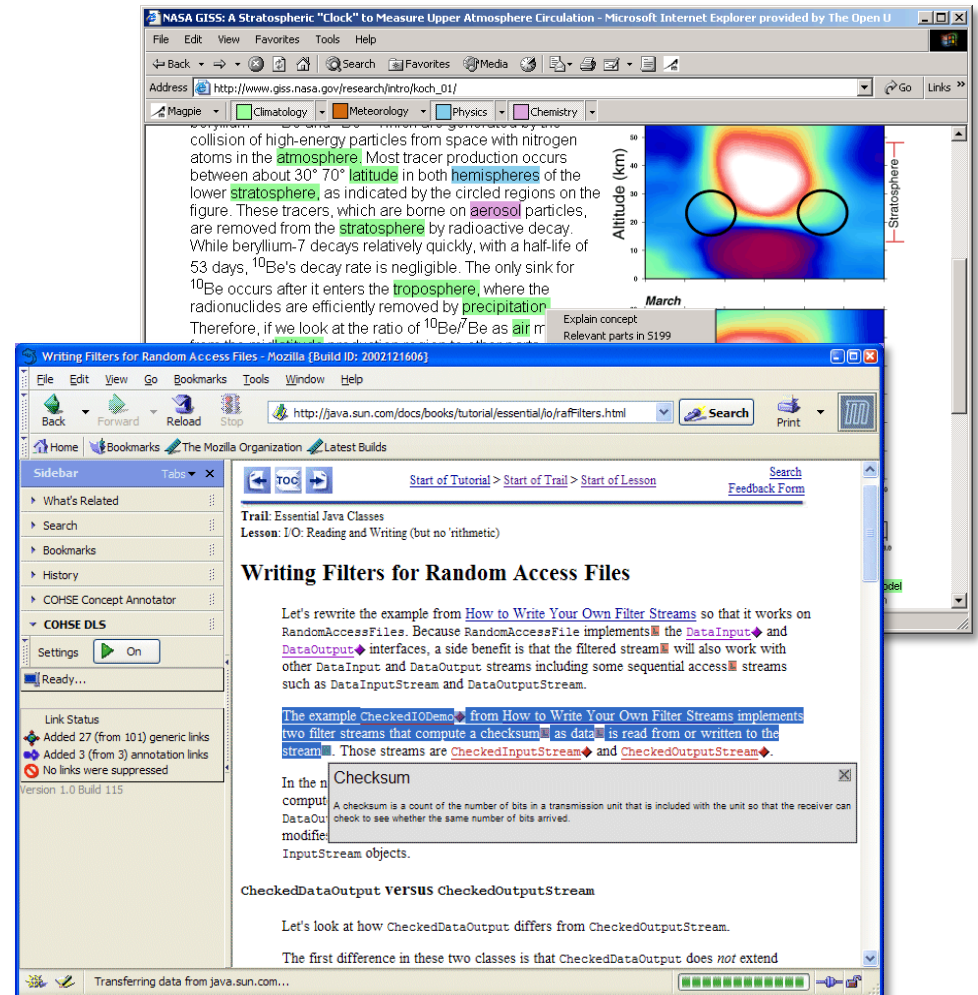 NASA GISS: A Stratospheric "Clock" to Measure Upper Atmosphere Circulation - Microsoft Internet Explorer provided by The Open U
File Edit View Favorites Tools Help
Back Search Favorites Media
Address http://www.giss.nasa.gov/research/intro/koch_01/ Go Links »
Magpie Climatology Meteorology Physics Chemistry
collision of high-energy particles from space with nitrogen
atoms in the atmosphere. Most tracer production occurs
between about 30° 70° latitude in both hemispheres of the
lower stratosphere, as indicated by the circled regions on the
figure. These tracers, which are borne on aerosol particles,
are removed from the stratosphere by radioactive decay.
While beryllium-7 decays relatively quickly, with a half-life of
53 days, 10Be's decay rate is negligible. The only sink for
10Be occurs after it enters the troposphere, where the
radionuclides are efficiently removed by precipitation.
Therefore, if we look at the ratio of 10Be/7Be as air m
Altitude (km)
50
40
30
20
10
0
Stratosphere
March
Explain concept
Relevant parts in S199
Writing Filters for Random Access Files - Mozilla {Build ID: 2002121606}
File Edit View Go Bookmarks Tools Window Help
Back Forward Reload Stop http://java.sun.com/docs/books/tutorial/essential/io/rafFilters.html Search Print
Home Bookmarks The Mozilla Organization Latest Builds
Sidebar Tabs X
What's Related
Search
Bookmarks
History
COHSE Concept Annotator
COHSE DLS
Settings On
Ready...
Link Status
Added 27 (from 101) generic links
Added 3 (from 3) annotation links
No links were suppressed
Version 1.0 Build 115
TOC Start of Tutorial > Start of Trail > Start of Lesson Search
Feedback Form
Trail: Essential Java Classes
Lesson: I/O: Reading and Writing (but no 'rithmetic)
Writing Filters for Random Access Files
Let's rewrite the example from How to Write Your Own Filter Streams so that it works on
RandomAccessFiles. Because RandomAccessFile implements the DataInput and
DataOutput interfaces, a side benefit is that the filtered stream will also work with
other DataInput and DataOutput streams including some sequential access streams
such as DataInputStream and DataOutputStream.
The example CheckedIODemo from How to Write Your Own Filter Streams implements
two filter streams that compute a checksum as data is read from or written to the
stream. Those streams are CheckedInputStream and CheckedOutputStream.
In the n
comput
DataOu
modifie
InputStream objects.
Checksum
A checksum is a count of the number of bits in a transmission unit that is included with the unit so that the receiver can
check to see whether the same number of bits arrived.
CheckedDataOutput versus CheckedOutputStream
Let's look at how CheckedDataOutput differs from CheckedOutputStream.
The first difference in these two classes is that CheckedDataOutput does not extend
Transferring data from java.sun.com...